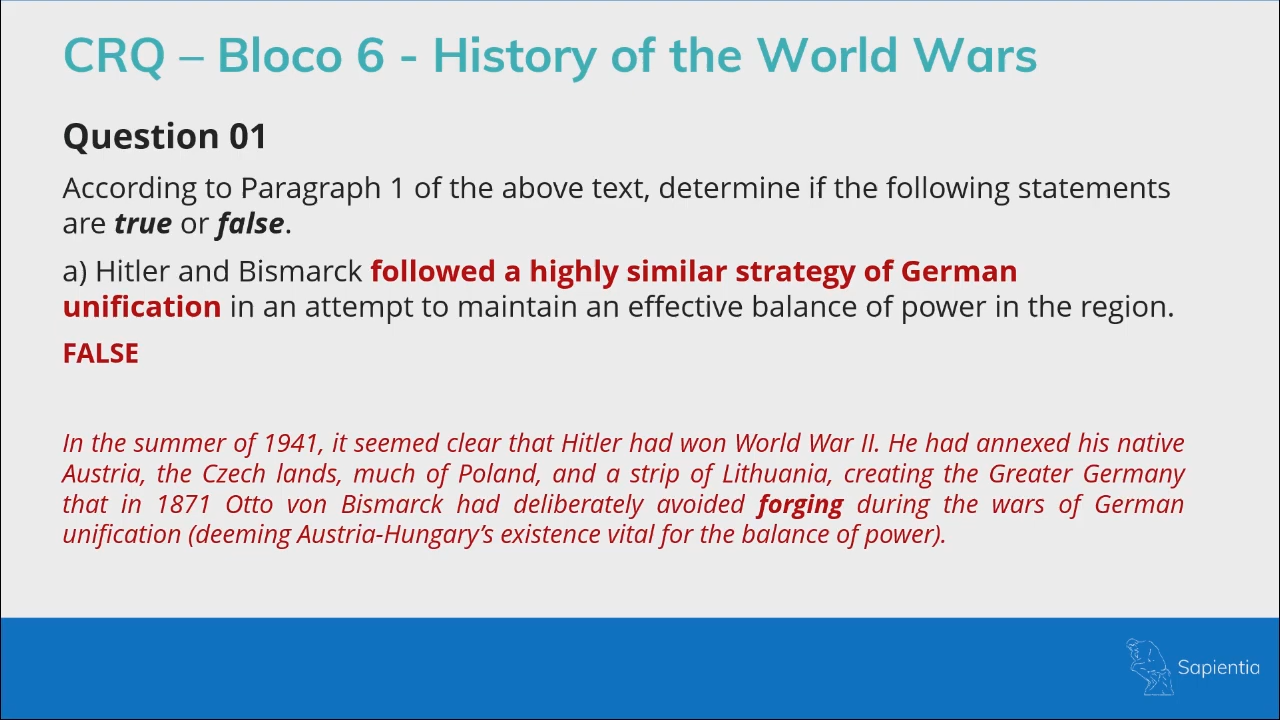 CRQ – Bloco 6 - History of the World Wars
Question 01
According to Paragraph 1 of the above text, determine if the following statements
are true or false.
a) Hitler and Bismarck followed a highly similar strategy of German
unification in an attempt to maintain an effective balance of power in the region.
FALSE
In the summer of 1941, it seemed clear that Hitler had won World War II. He had annexed his native
Austria, the Czech lands, much of Poland, and a strip of Lithuania, creating the Greater Germany
that in 1871 Otto von Bismarck had deliberately avoided forging during the wars of German
unification (deeming Austria-Hungary’s existence vital for the balance of power).
Sapientia